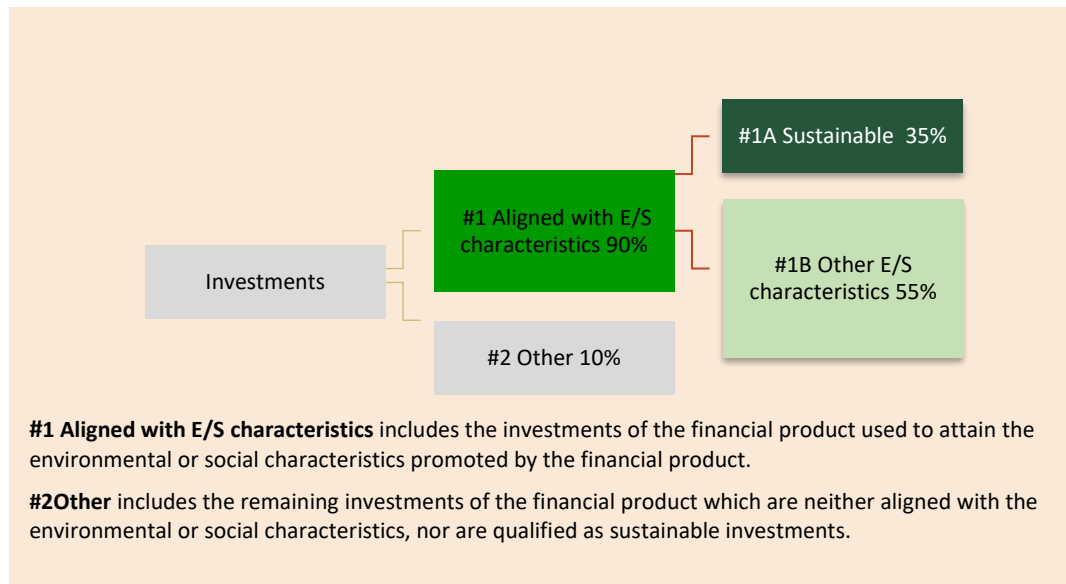 #1A Sustainable 35%
#1 Aligned with E/S
characteristics 90%
#1B Other E/S
characteristics 55%
Investments
#2 Other 10%
#1 Aligned with E/S characteristics includes the investments of the financial product used to attain the
environmental or social characteristics promoted by the financial product.
#2Other includes the remaining investments of the financial product which are neither aligned with the
environmental or social characteristics, nor are qualified as sustainable investments.